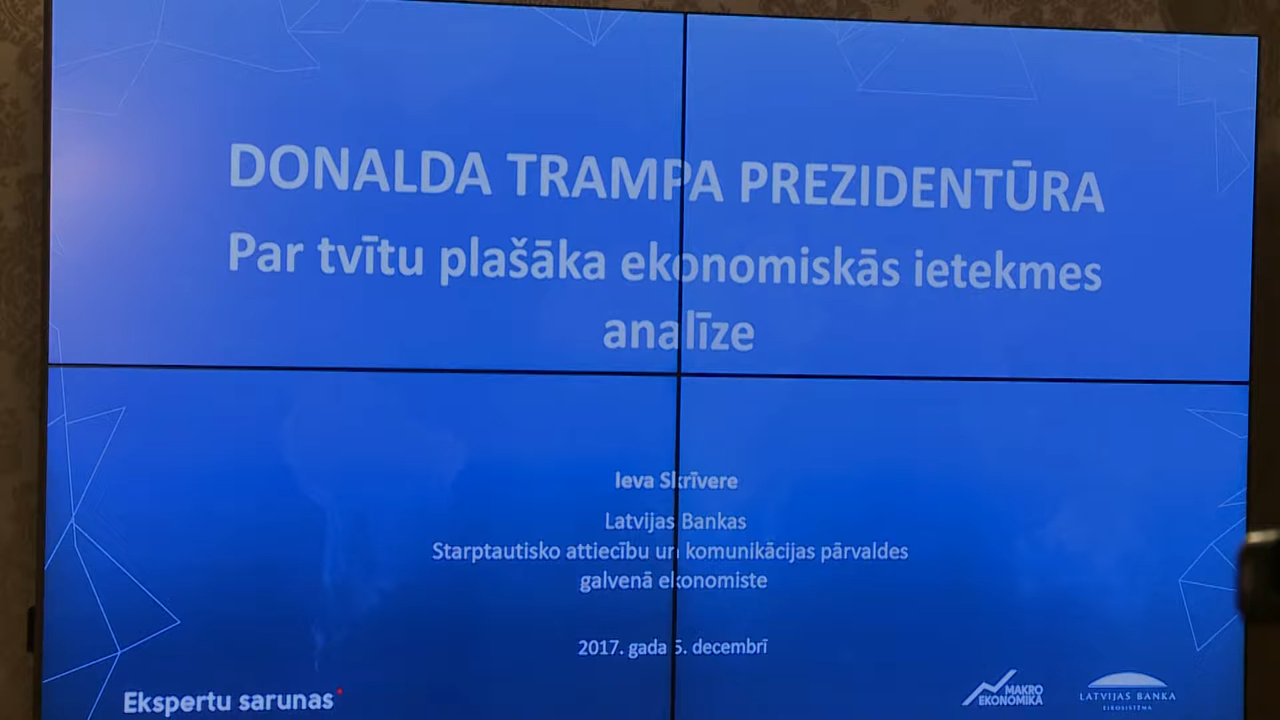 DONALDA TRAMPA PREZIDENTŪRA
Par tvītu plašāka ekonomiskās ietekmes
analīze
Ieva Skrīvere
Latvijas Bankas
Starptautisko attiecību un komunikācijas pārvaldes
galvenā ekonomiste
2017. gada 5. decembrī
Ekspertu sarunas
MAKRO
EKONOMIKA
LATVIJAS BANKA
EIROSISTĒMA